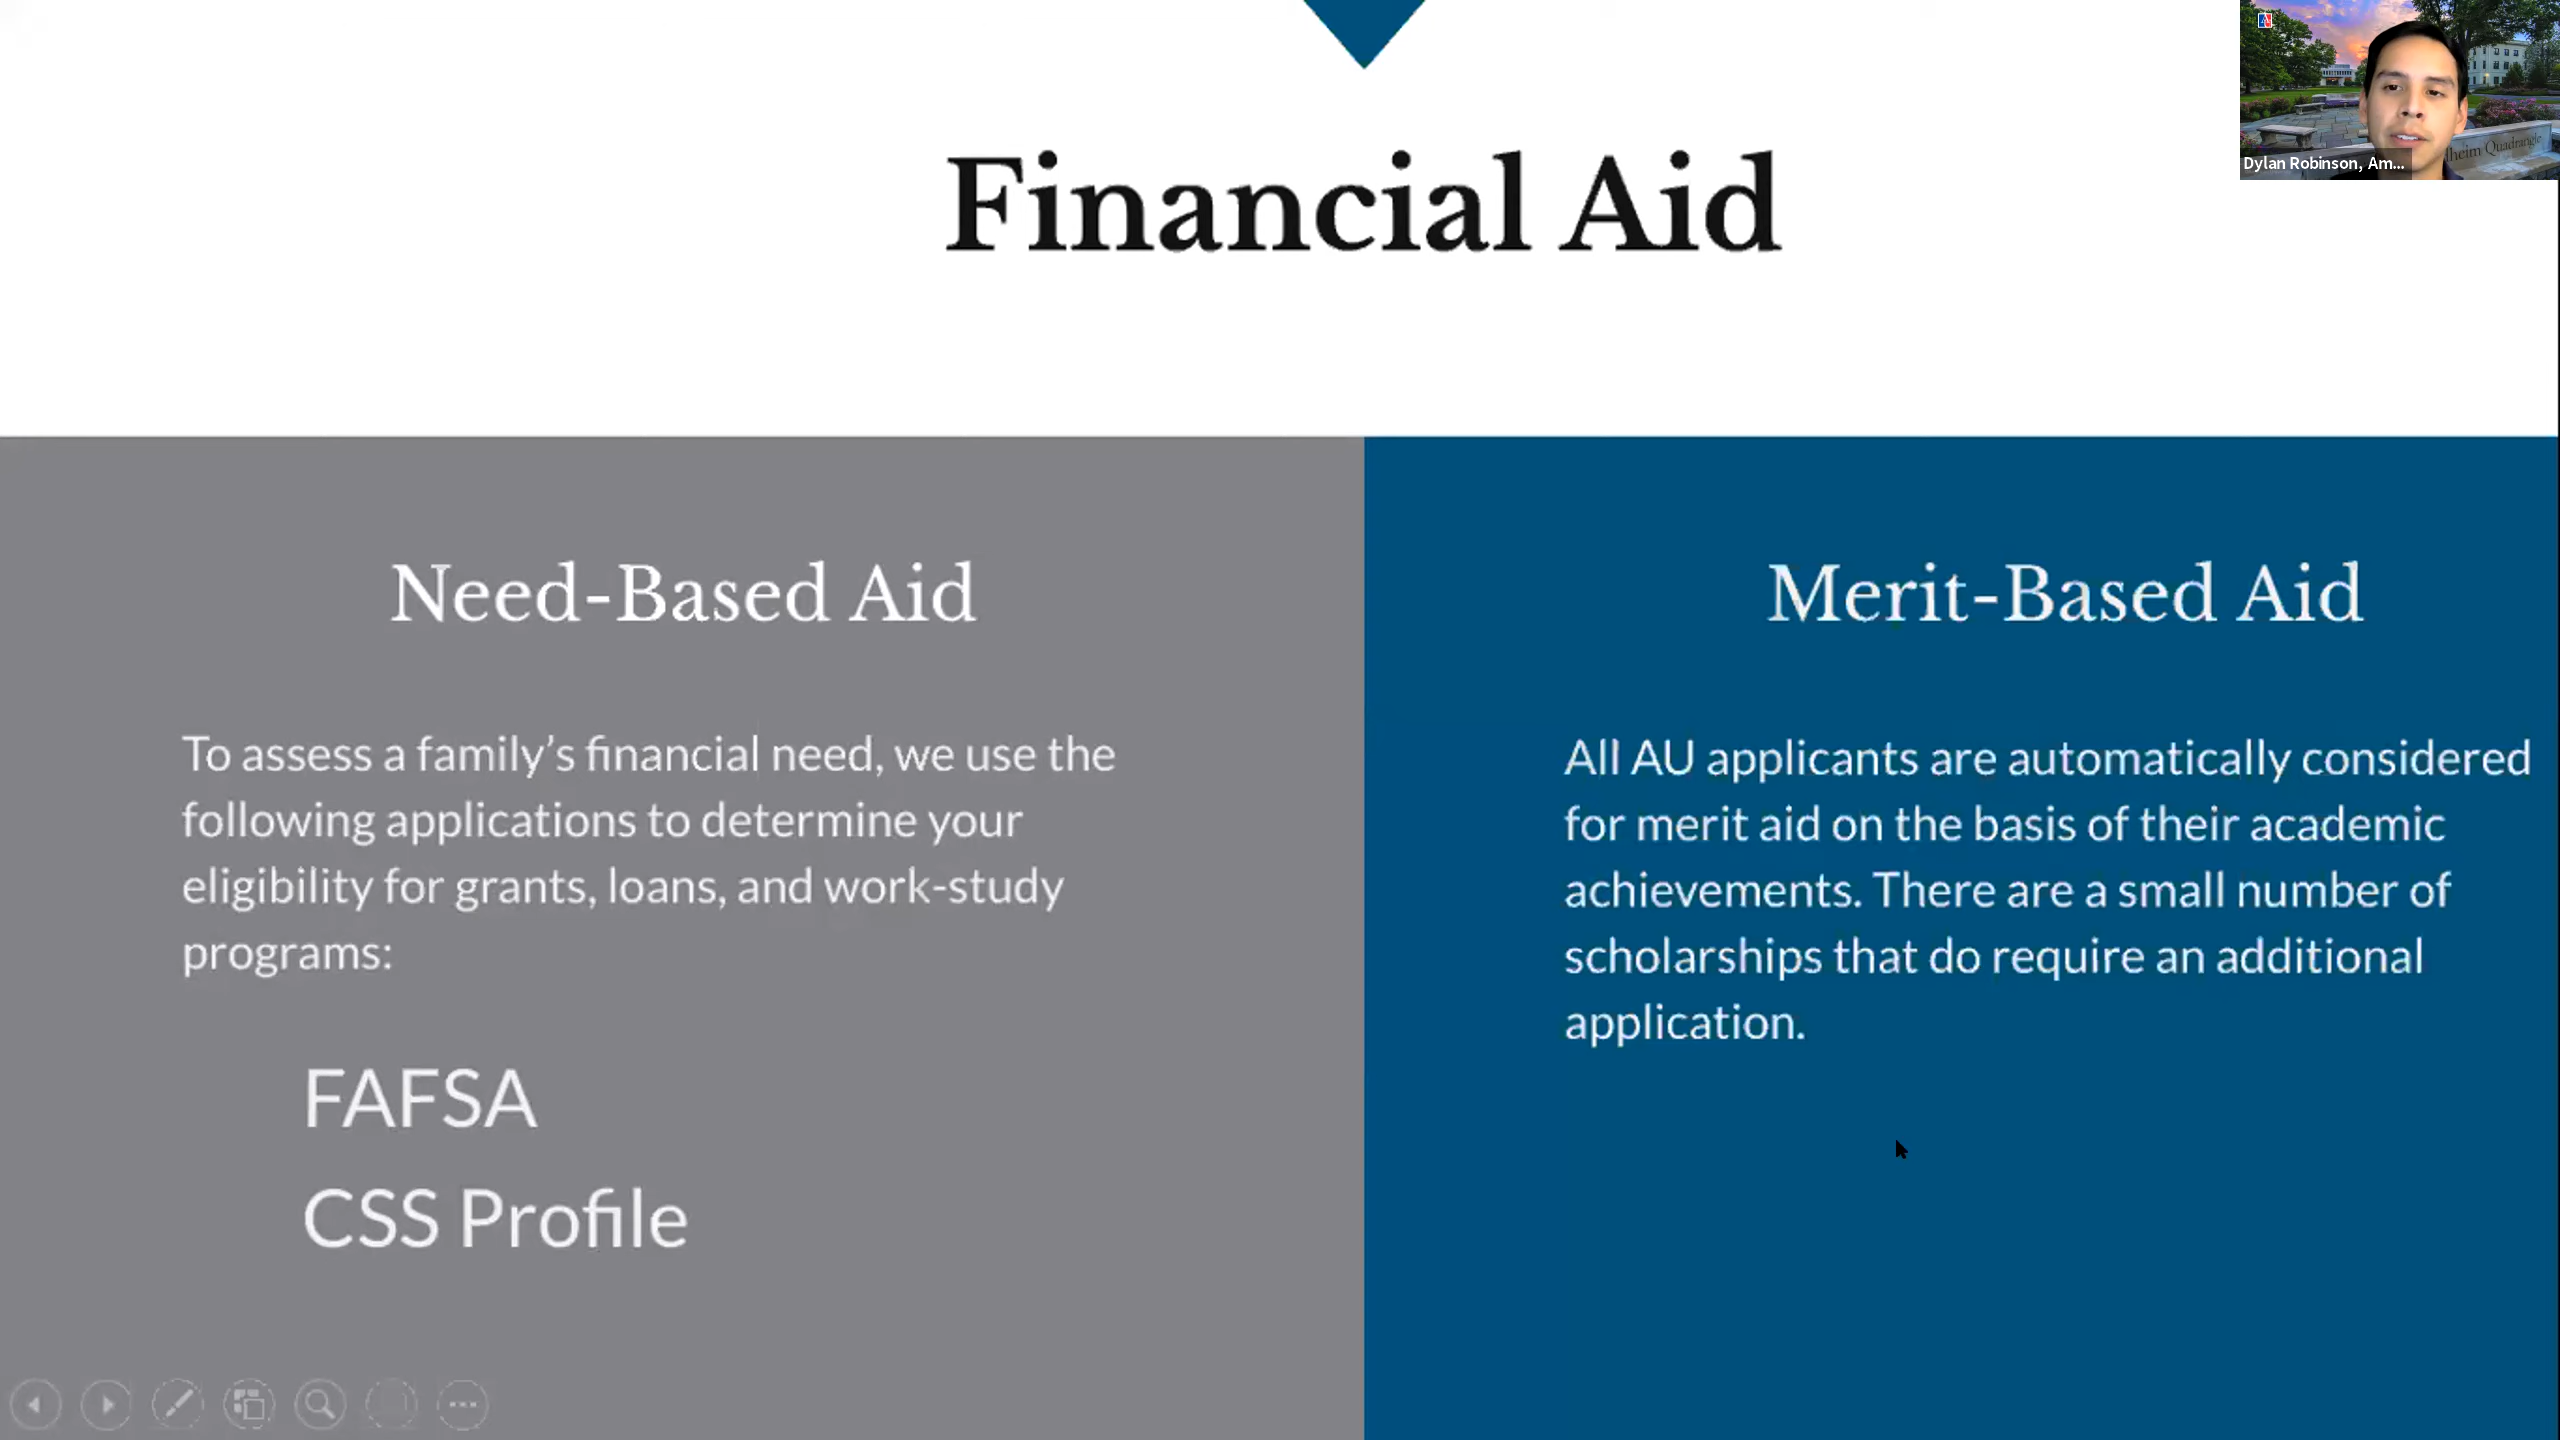 Financial Aid
Dylan Robinson, Am...
Need-Based Aid
To assess a family’s financial need, we use the
following applications to determine your
eligibility for grants, loans, and work-study
programs:
FAFSA
CSS Profile
Merit-Based Aid
All AU applicants are automatically considered
for merit aid on the basis of their academic
achievements. There are a small number of
scholarships that do require an additional
application.
Quadrangle